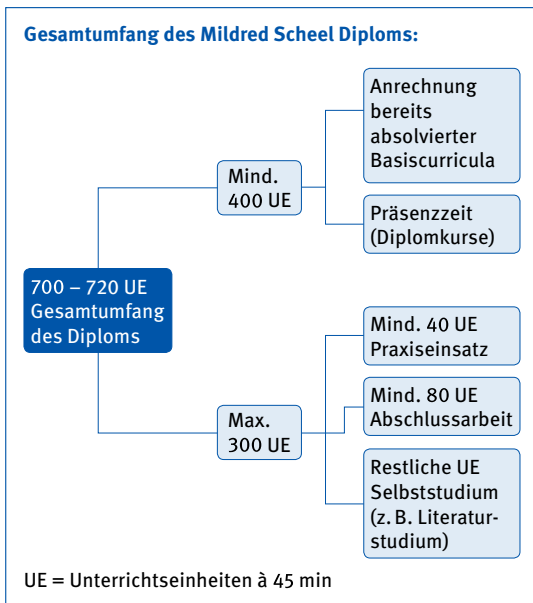 Gesamtumfang des Mildred Scheel Diploms:
Anrechnung
bereits
absolvierter
Basiscurricula
Mind.
400 UE
Präsenzzeit
(Diplomkurse)
700 – 720 UE
Gesamtumfang
des Diploms
Mind. 40 UE
Praxiseinsatz
Mind. 80 UE
Abschlussarbeit
Max.
300 UE
Restliche UE
Selbststudium
(z. B. Literatur-
studium)
UE = Unterrichtseinheiten à 45 min